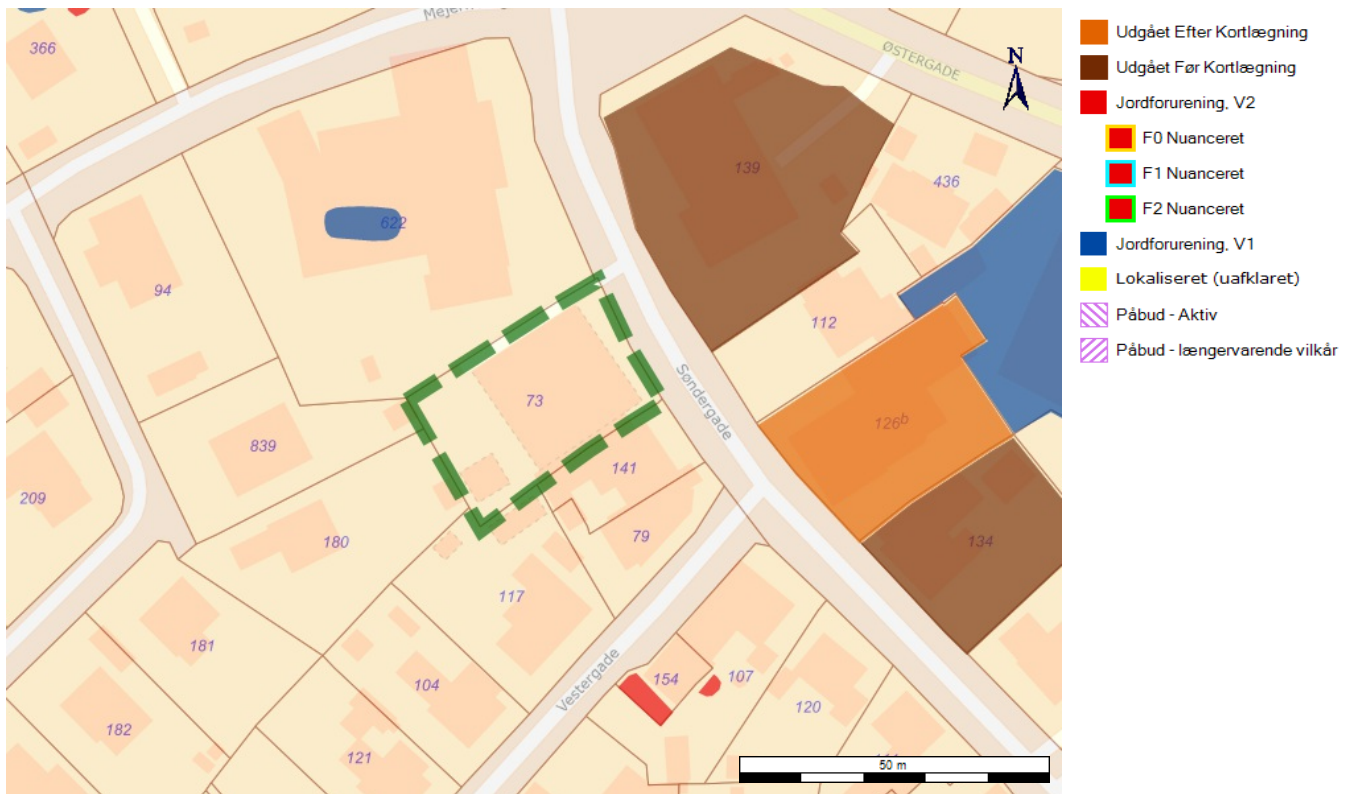 366
ØSTERGADE
N
139
436
622
94
112
73
Søndergade
126b
839
141
209
180
79
134
117
181
Vestergade
104
154
107
182
120
121
50 m
Udgået Efter Kortlægning
Udgået Før Kortlægning
Jordforurening, V2
F0 Nuanceret
F1 Nuanceret
F2 Nuanceret
Jordforurening, V1
Lokaliseret (uafklaret)
Påbud - Aktiv
Påbud - længervarende vilkår